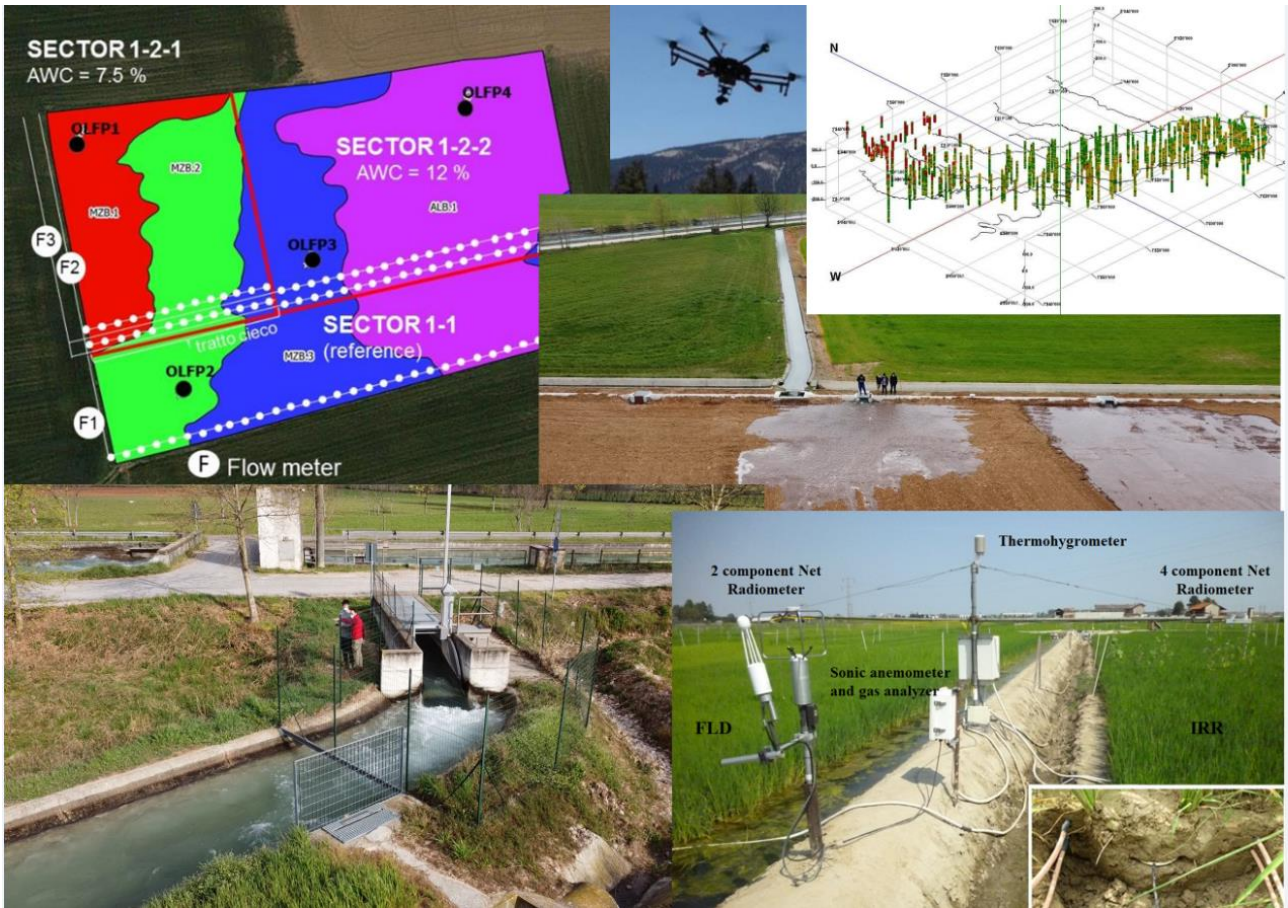 SECTOR 1-2-1
AWC = 7.5 %
OLFP1
OLFP4
MZB:2
SECTOR 1-2-2
AWC = 12 %
MZB:1
ALB:1
F3
F2
OLFP3
tratto cieco
SECTOR 1-1
(reference)
MZB:3
OLFP2
F1
F Flow meter
N
W
Thermohygrometer
2 component Net
Radiometer
4 component Net
Radiometer
Sonic anemometer
and gas analyzer
FLD
IRR